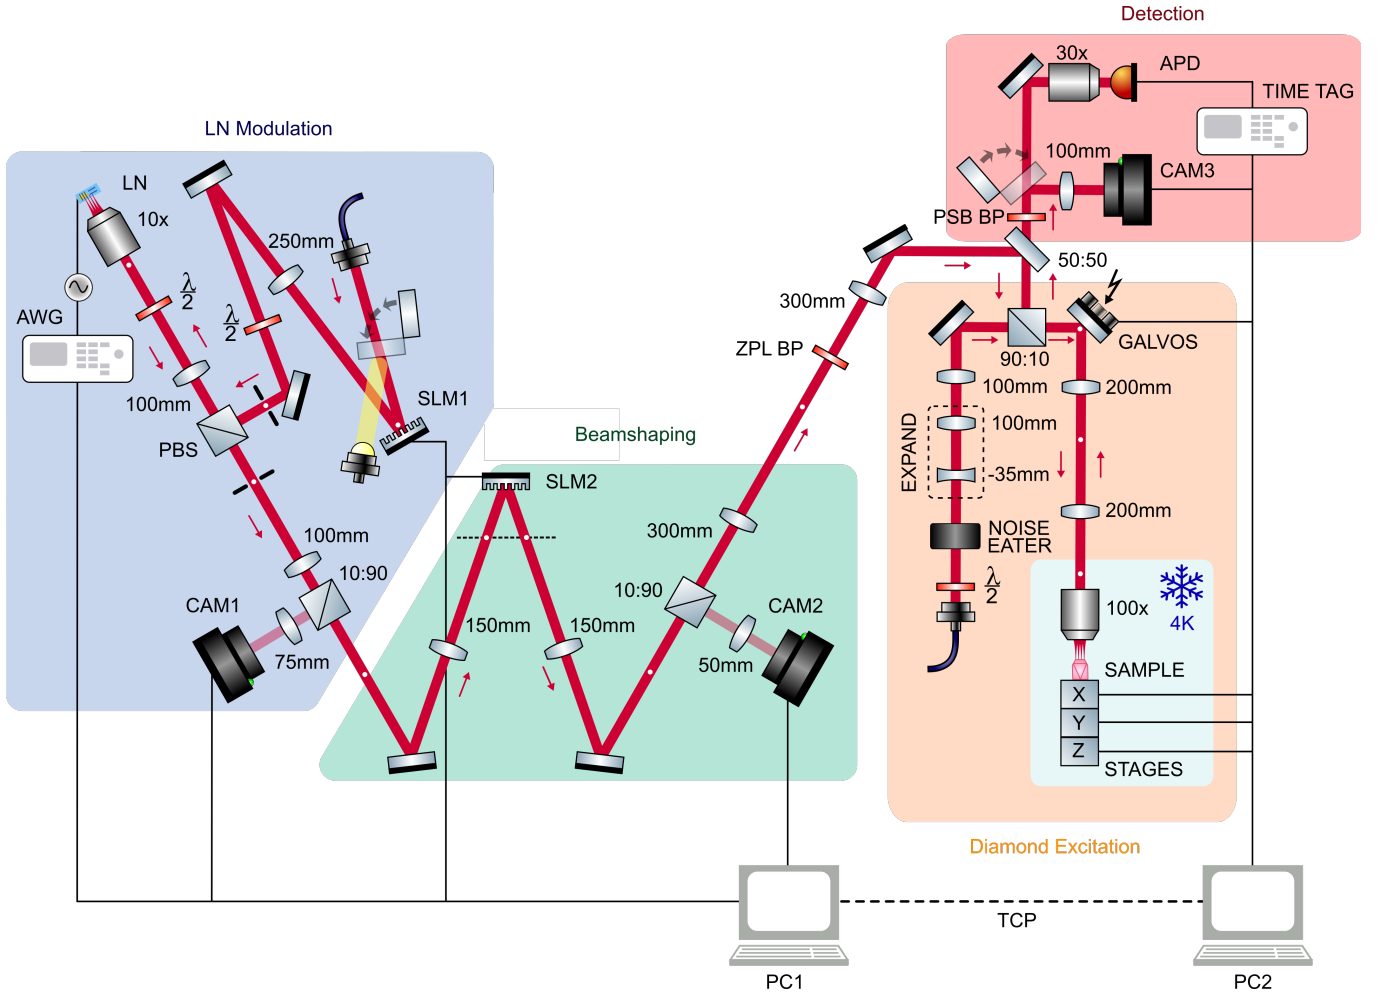 Detection
30x
APD
TIME TAG
100mm
CAM3
PSB BP
50:50
LN Modulation
LN
10x
250mm
λ
2
λ
2
AWG
100mm
PBS
SLM1
100mm
10:90
CAM1
75mm
Beamshaping
SLM2
150mm
150mm
300mm
10:90
CAM2
50mm
300mm
ZPL BP
90:10
GALVOS
100mm
200mm
EXPAND
100mm
-35mm
200mm
NOISE
EATER
λ
2
100x
4K
SAMPLE
X
Y
Z
STAGES
Diamond Excitation
TCP
PC1
PC2